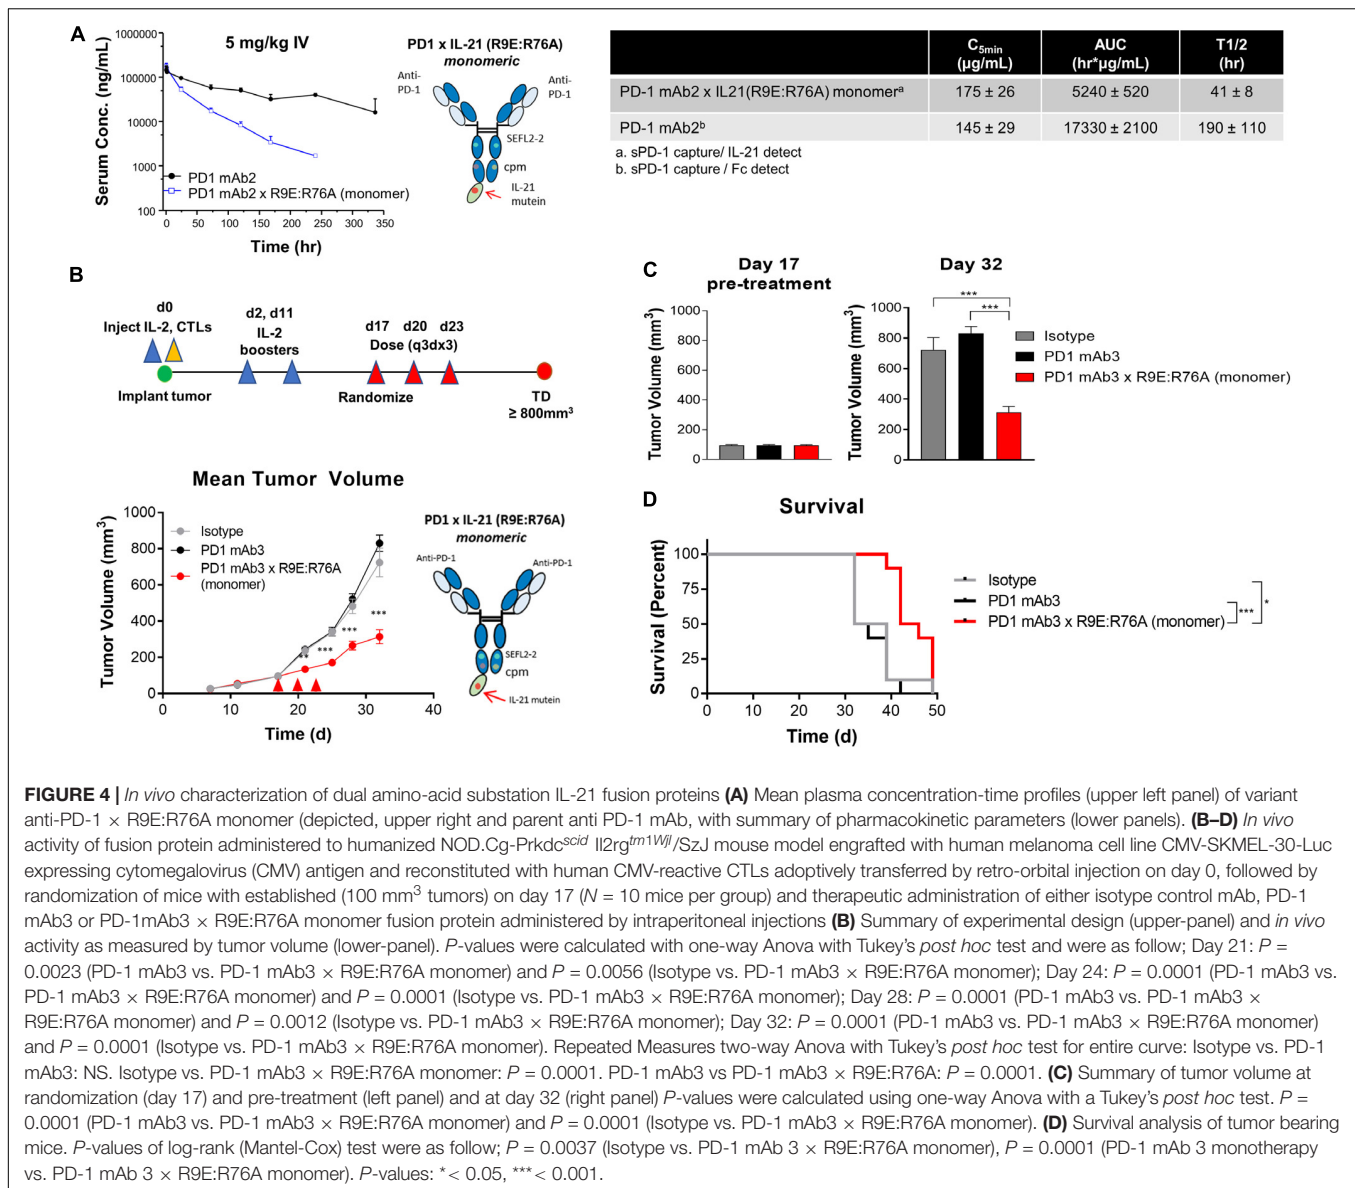 A
5 mg/kg IV
Serum Conc. (ng/mL)
1000000
100000
10000
1000
100
0 50 100 150 200 250 300 350
Time (hr)
PD1 mAb2
PD1 mAb2 x R9E:R76A (monomer)
PD1 x IL-21 (R9E:R76A)
monomeric
Anti-PD-1
Anti-PD-1
SEFL2-2
cpm
IL-21 mutein
C5min (µg/mL) AUC (hr*µg/mL) T1/2 (hr)
PD-1 mAb2 x IL21(R9E:R76A) monomerᵃ 175 ± 26 5240 ± 520 41 ± 8
PD-1 mAb2ᵇ 145 ± 29 17330 ± 2100 190 ± 110
a. sPD-1 capture/ IL-21 detect
b. sPD-1 capture / Fc detect
B
d0
Inject IL-2, CTLs
d2, d11
IL-2
boosters
d17 d20 d23
Dose (q3dx3)
Implant tumor
Randomize
TD
≥ 800mm³
Mean Tumor Volume
Tumor Volume (mm³)
1000
800
600
400
200
0
0 10 20 30 40
Time (d)
Isotype
PD1 mAb3
PD1 mAb3 x R9E:R76A
(monomer)
**
***
***
***
PD1 x IL-21 (R9E:R76A)
monomeric
Anti-PD-1
Anti-PD-1
SEFL2-2
cpm
IL-21 mutein
C
Day 17
pre-treatment
Tumor Volume (mm³)
1000
800
600
400
200
0
Day 32
Tumor Volume (mm³)
1000
800
600
400
200
0
***
***
Isotype
PD1 mAb3
PD1 mAb3 x R9E:R76A (monomer)
D
Survival
Survival (Percent)
100
75
50
25
0
0 10 20 30 40 50
Time (d)
Isotype
PD1 mAb3
PD1 mAb3 x R9E:R76A (monomer)
***
*
FIGURE 4 | In vivo characterization of dual amino-acid substation IL-21 fusion proteins (A) Mean plasma concentration-time profiles (upper left panel) of variant
anti-PD-1 × R9E:R76A monomer (depicted, upper right and parent anti PD-1 mAb, with summary of pharmacokinetic parameters (lower panels). (B–D) In vivo
activity of fusion protein administered to humanized NOD.Cg-Prkdcˢᶜⁱᵈ Il2rgᵗᵐ¹ᵂʲˡ/SzJ mouse model engrafted with human melanoma cell line CMV-SKMEL-30-Luc
expressing cytomegalovirus (CMV) antigen and reconstituted with human CMV-reactive CTLs adoptively transferred by retro-orbital injection on day 0, followed by
randomization of mice with established (100 mm³ tumors) on day 17 (N = 10 mice per group) and therapeutic administration of either isotype control mAb, PD-1
mAb3 or PD-1mAb3 × R9E:R76A monomer fusion protein administered by intraperitoneal injections (B) Summary of experimental design (upper-panel) and in vivo
activity as measured by tumor volume (lower-panel). P-values were calculated with one-way Anova with Tukey's post hoc test and were as follow; Day 21: P =
0.0023 (PD-1 mAb3 vs. PD-1 mAb3 × R9E:R76A monomer) and P = 0.0056 (Isotype vs. PD-1 mAb3 × R9E:R76A monomer); Day 24: P = 0.0001 (PD-1 mAb3 vs.
PD-1 mAb3 × R9E:R76A monomer) and P = 0.0001 (Isotype vs. PD-1 mAb3 × R9E:R76A monomer); Day 28: P = 0.0001 (PD-1 mAb3 vs. PD-1 mAb3 ×
R9E:R76A monomer) and P = 0.0012 (Isotype vs. PD-1 mAb3 × R9E:R76A monomer); Day 32: P = 0.0001 (PD-1 mAb3 vs. PD-1 mAb3 × R9E:R76A monomer)
and P = 0.0001 (Isotype vs. PD-1 mAb3 × R9E:R76A monomer). Repeated Measures two-way Anova with Tukey's post hoc test for entire curve: Isotype vs. PD-1
mAb3: NS. Isotype vs. PD-1 mAb3 × R9E:R76A monomer: P = 0.0001. PD-1 mAb3 vs PD-1 mAb3 × R9E:R76A: P = 0.0001. (C) Summary of tumor volume at
randomization (day 17) and pre-treatment (left panel) and at day 32 (right panel) P-values were calculated using one-way Anova with a Tukey's post hoc test. P =
0.0001 (PD-1 mAb3 vs. PD-1 mAb3 × R9E:R76A monomer) and P = 0.0001 (Isotype vs. PD-1 mAb3 × R9E:R76A monomer). (D) Survival analysis of tumor bearing
mice. P-values of log-rank (Mantel-Cox) test were as follow; P = 0.0037 (Isotype vs. PD-1 mAb 3 × R9E:R76A monomer), P = 0.0001 (PD-1 mAb 3 monotherapy
vs. PD-1 mAb 3 × R9E:R76A monomer). P-values: *< 0.05, ***< 0.001.